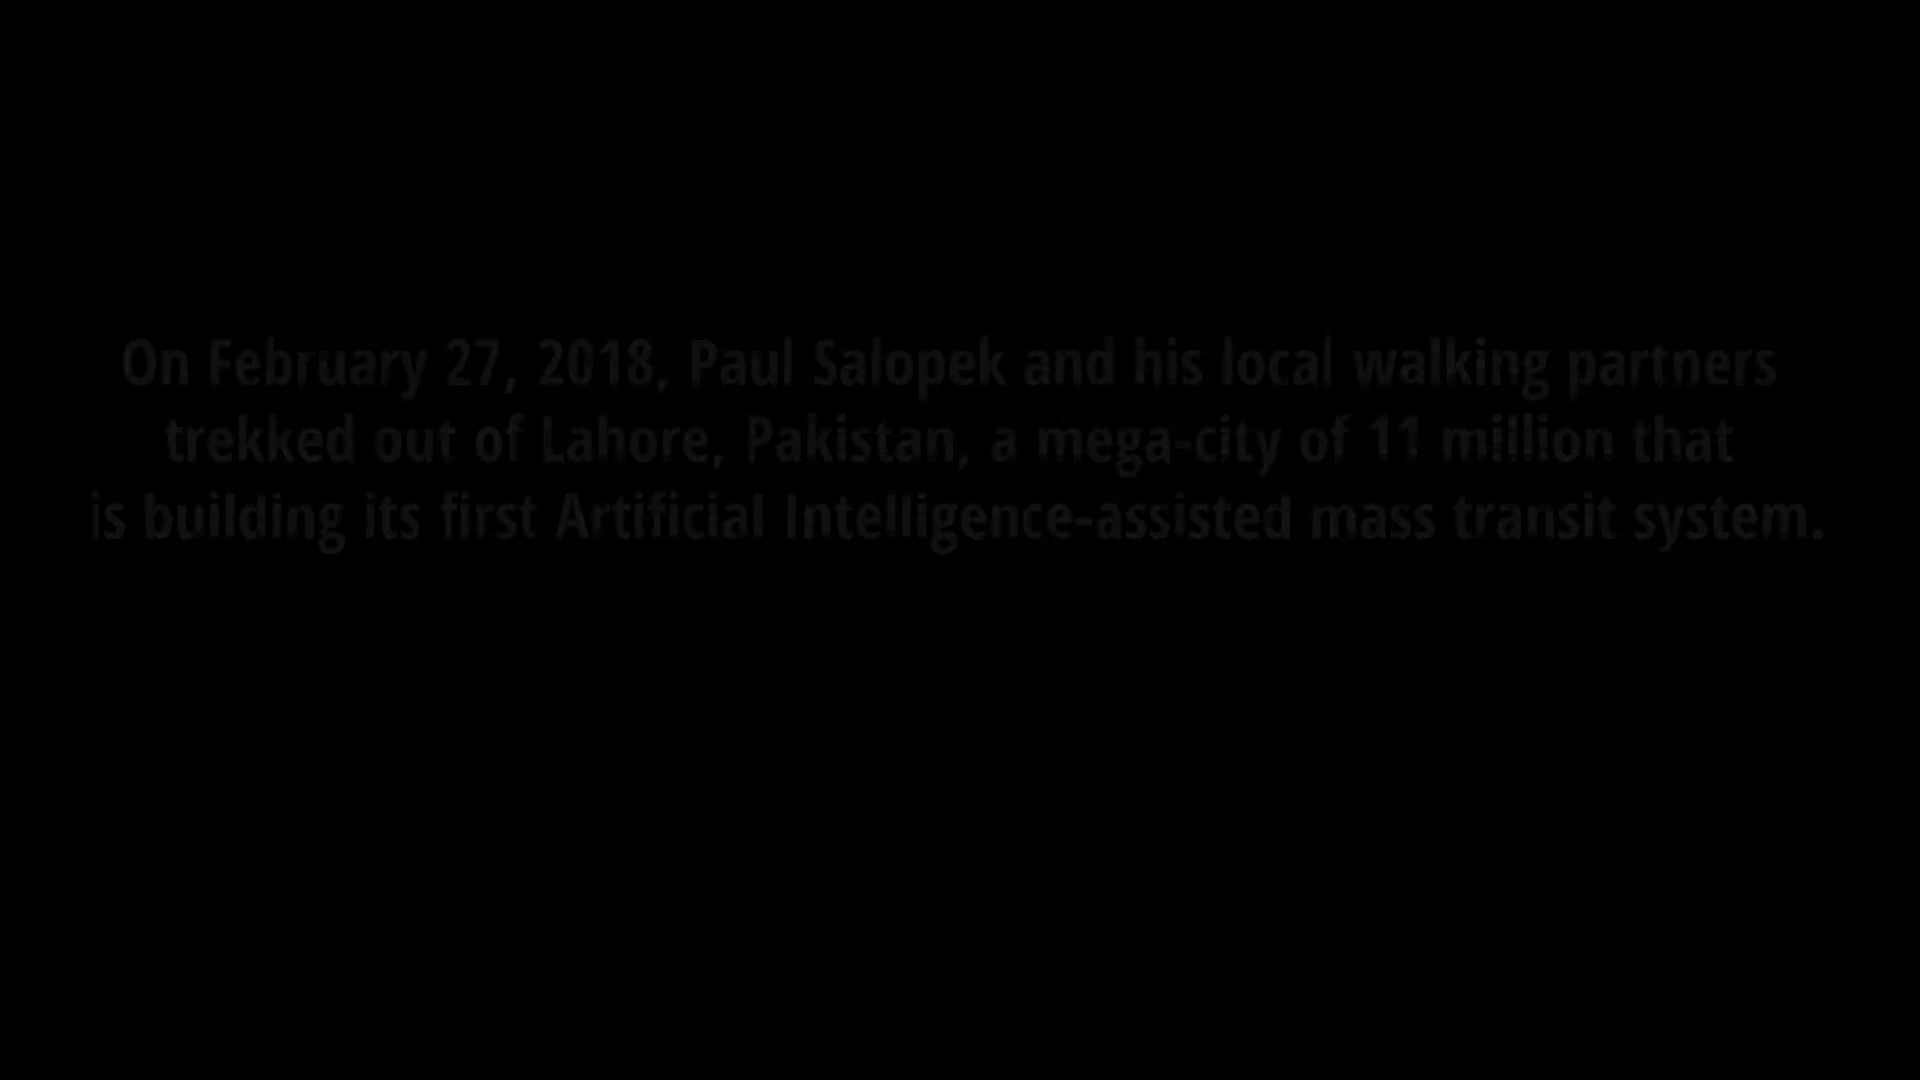 On February 27, 2018, Paul Salopek and his local walking partners
trekked out of Lahore, Pakistan, a mega-city of 11 million that
is building its first Artificial Intelligence-assisted mass transit system.